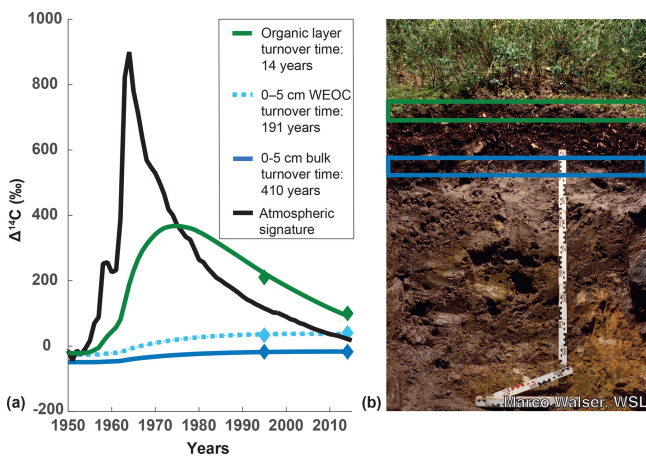 1000
800
600
400
200
0
-200
Δ¹⁴C (‰)
1950
1960
1970
1980
1990
2000
2010
Years
(a)
Organic layer
turnover time:
14 years
0–5 cm WEOC
turnover time:
191 years
0-5 cm bulk
turnover time:
410 years
Atmospheric
signature
(b)
Marco Walser, WSL